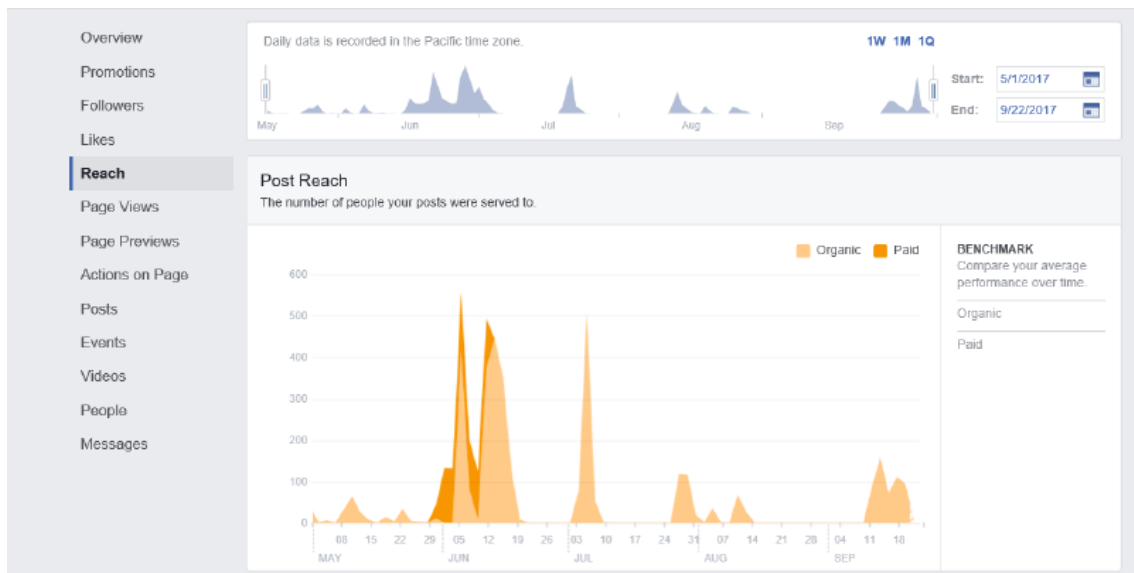 Overview
Promotions
Followers
Likes
Reach
Page Views
Page Previews
Actions on Page
Posts
Events
Videos
People
Messages
Daily data is recorded in the Pacific time zone.
1W 1M 1Q
Start: 5/1/2017
End: 9/22/2017
May Jun Jul Aug Sep
Post Reach
The number of people your posts were served to.
Organic Paid
600
500
400
300
200
100
0
08 15 22 29 05 12 19 26 03 10 17 24 31 07 14 21 28 04 11 18
MAY JUN JUL AUG SEP
BENCHMARK
Compare your average
performance over time.
Organic
Paid